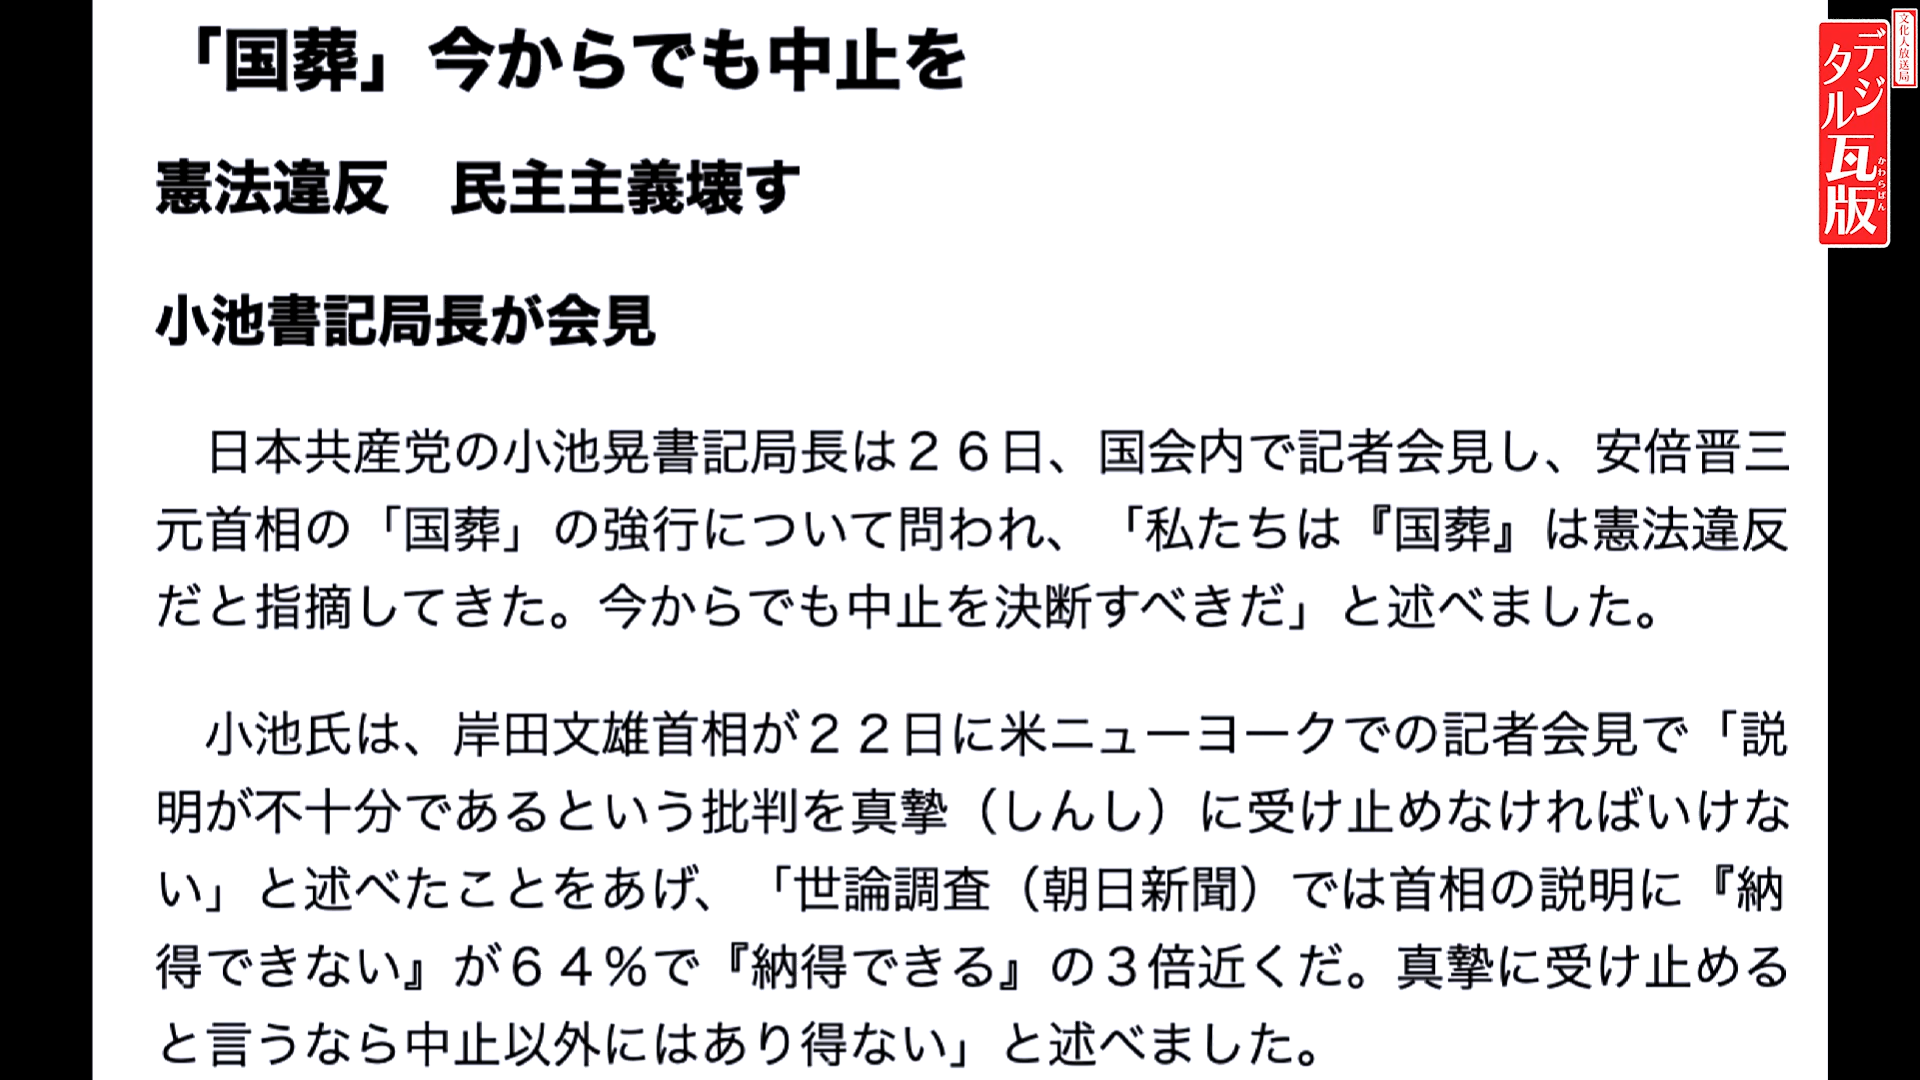 「国葬」今からでも中止を
憲法違反　民主主義壊す
小池書記局長が会見
日本共産党の小池晃書記局長は２６日、国会内で記者会見し、安倍晋三
元首相の「国葬」の強行について問われ、「私たちは『国葬』は憲法違反
だと指摘してきた。今からでも中止を決断すべきだ」と述べました。
小池氏は、岸田文雄首相が２２日に米ニューヨークでの記者会見で「説
明が不十分であるという批判を真摯（しんし）に受け止めなければいけな
い」と述べたことをあげ、「世論調査（朝日新聞）では首相の説明に『納
得できない』が６４％で『納得できる』の３倍近くだ。真摯に受け止める
と言うなら中止以外にはあり得ない」と述べました。
文化人放送局
デジ
タル
瓦版
かわらばん